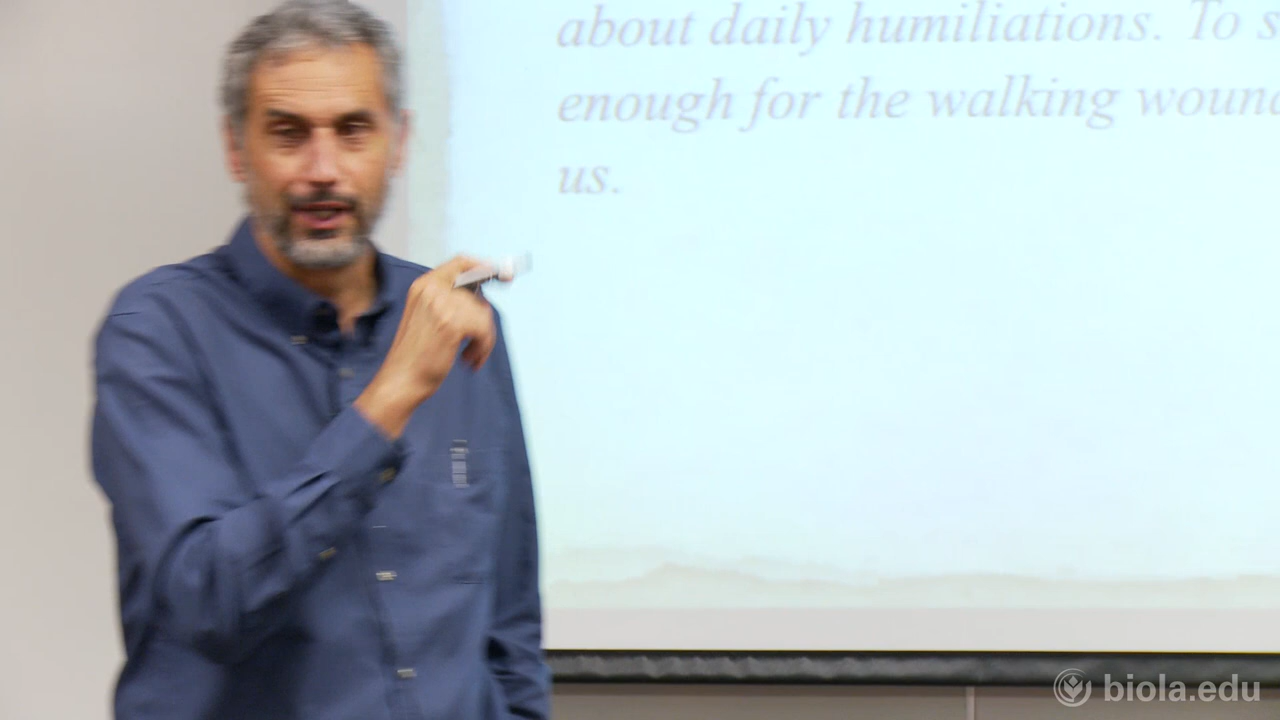 about daily humiliations. To s
enough for the walking wound
us.
biola.edu